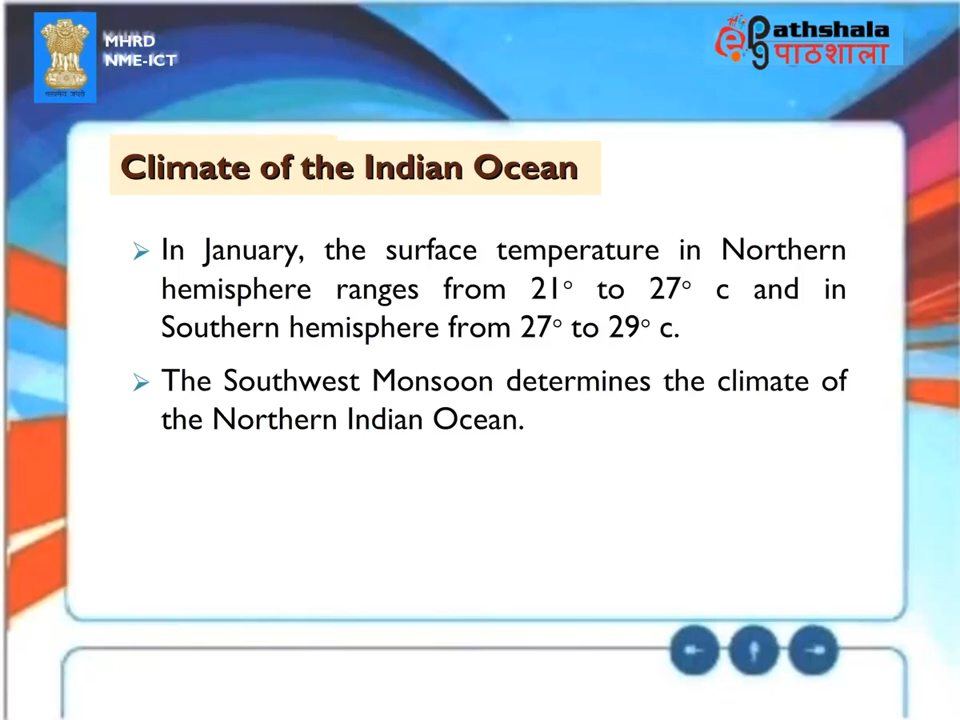 MHRD
NME-ICT
epg athshala
पाठशाला
Climate of the Indian Ocean
➢ In January, the surface temperature in Northern
hemisphere ranges from 21° to 27° c and in
Southern hemisphere from 27° to 29° c.
➢ The Southwest Monsoon determines the climate of
the Northern Indian Ocean.